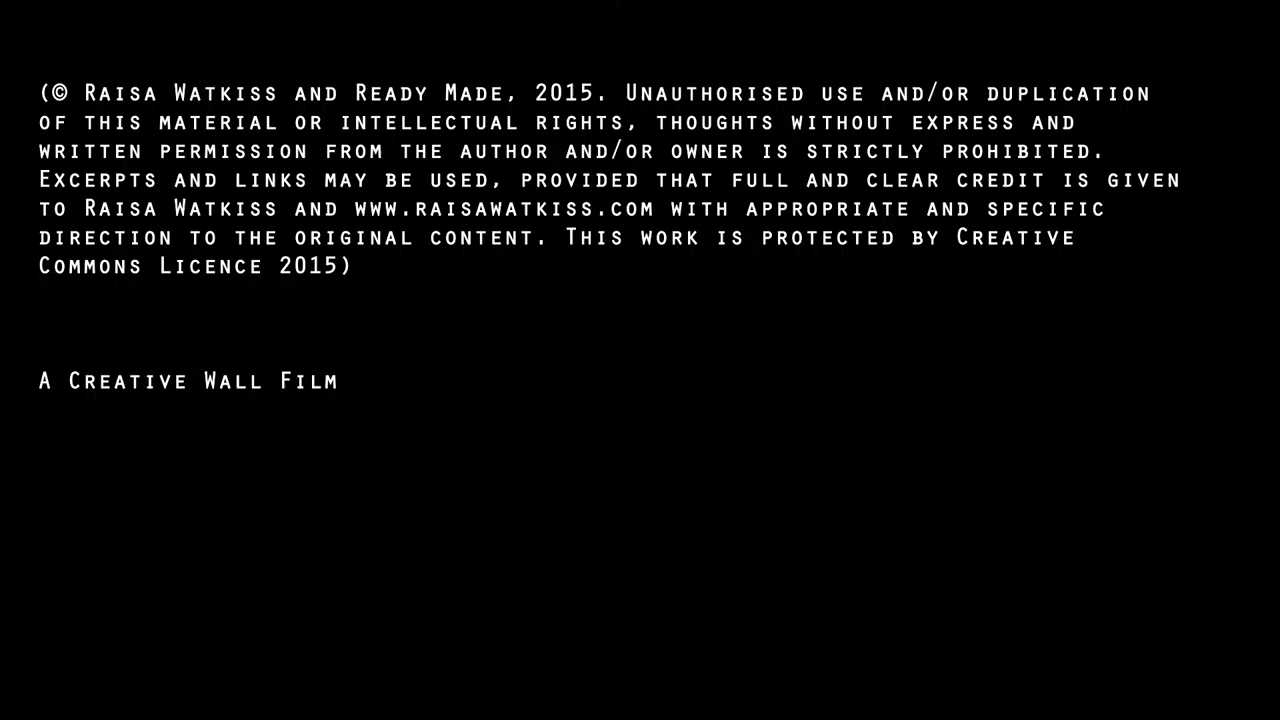 (© Raisa Watkiss and Ready Made, 2015. Unauthorised use and/or duplication
of this material or intellectual rights, thoughts without express and
written permission from the author and/or owner is strictly prohibited.
Excerpts and links may be used, provided that full and clear credit is given
to Raisa Watkiss and www.raisawatkiss.com with appropriate and specific
direction to the original content. This work is protected by Creative
Commons Licence 2015)
A Creative Wall Film